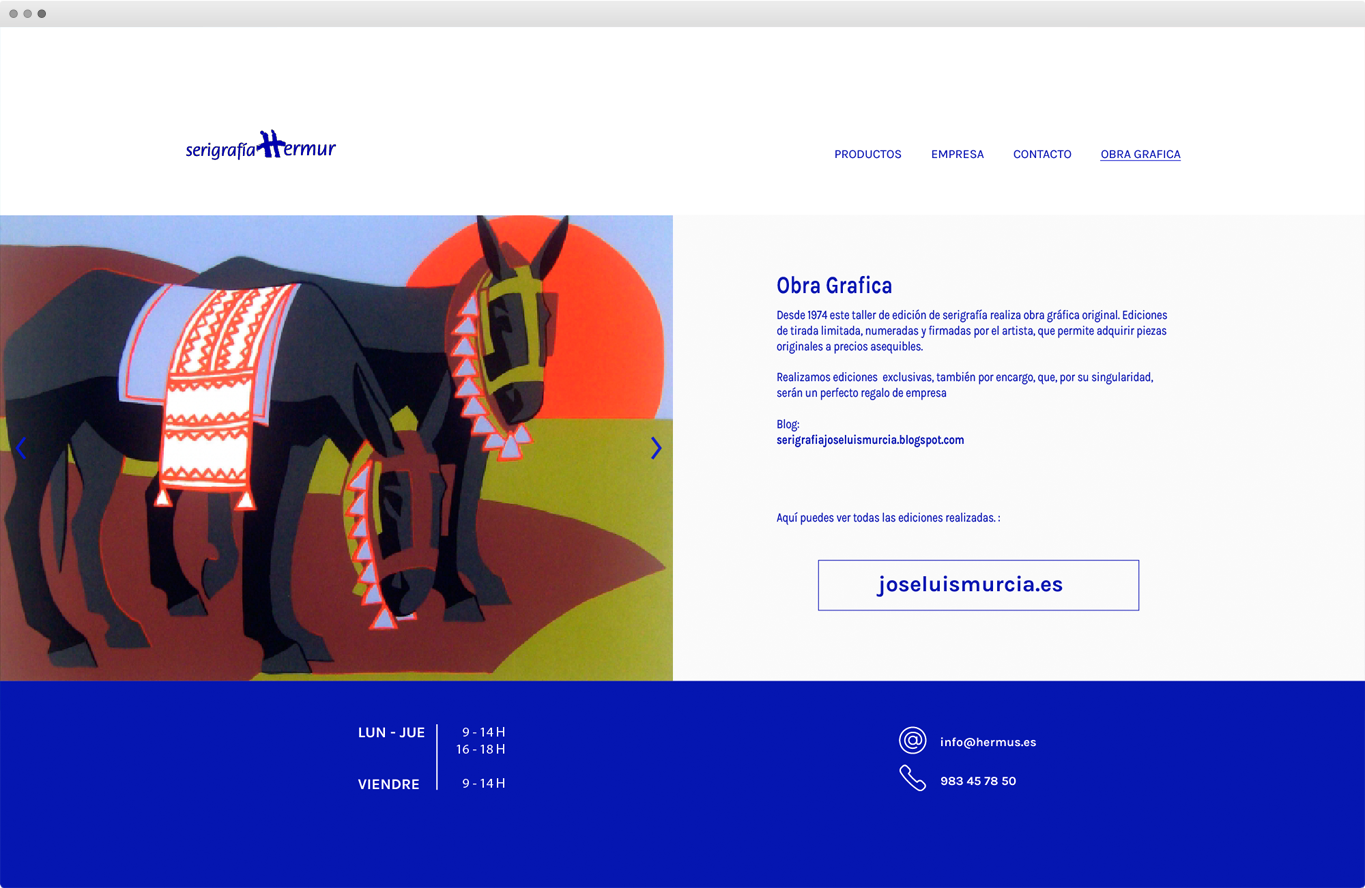 serigrafía Hermur
PRODUCTOS EMPRESA CONTACTO OBRA GRAFICA
Obra Grafica
Desde 1974 este taller de edición de serigrafía realiza obra gráfica original. Ediciones
de tirada limitada, numeradas y firmadas por el artista, que permite adquirir piezas
originales a precios asequibles.
Realizamos ediciones  exclusivas, también por encargo, que, por su singularidad,
serán un perfecto regalo de empresa
Blog:
serigrafiajoseluismurcia.blogspot.com
Aquí puedes ver todas las ediciones realizadas. :
joseluismurcia.es
LUN - JUE 9 - 14 H
16 - 18 H
VIENDRE 9 - 14 H
info@hermus.es
983 45 78 50